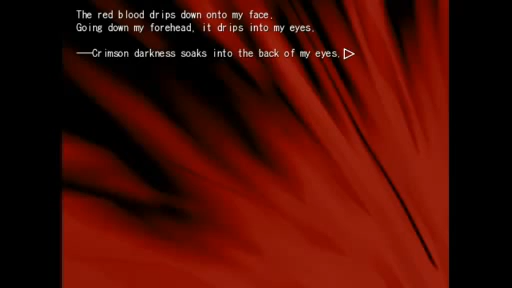 The red blood drips down onto my face.
Going down my forehead, it drips into my eyes.
──Crimson darkness soaks into the back of my eyes.